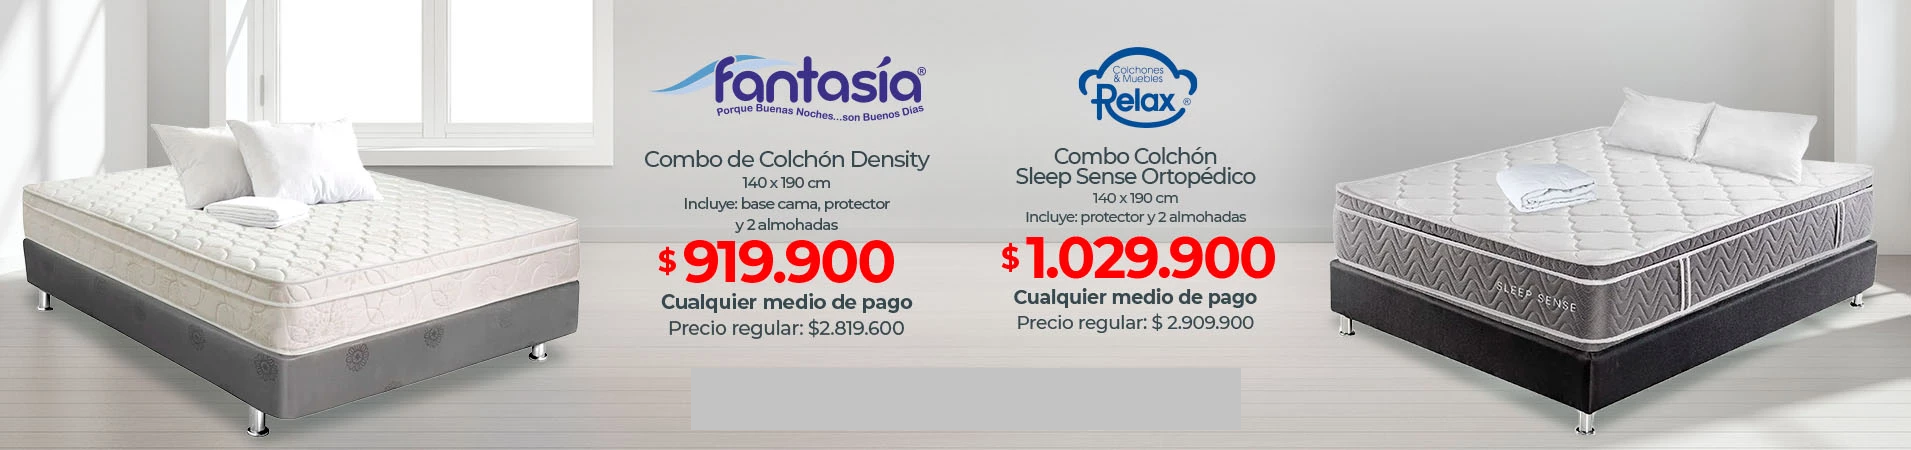 fantasía®
Porque Buenas Noches...son Buenos Días
Combo de Colchón Density
140 x 190 cm
Incluye: base cama, protector
y 2 almohadas
$ 919.900
Cualquier medio de pago
Precio regular: $2.819.600
Colchones
& Muebles
Relax ®
Combo Colchón
Sleep Sense Ortopédico
140 x 190 cm
Incluye: protector y 2 almohadas
$ 1.029.900
Cualquier medio de pago
Precio regular: $ 2.909.900
SLEEP SENSE